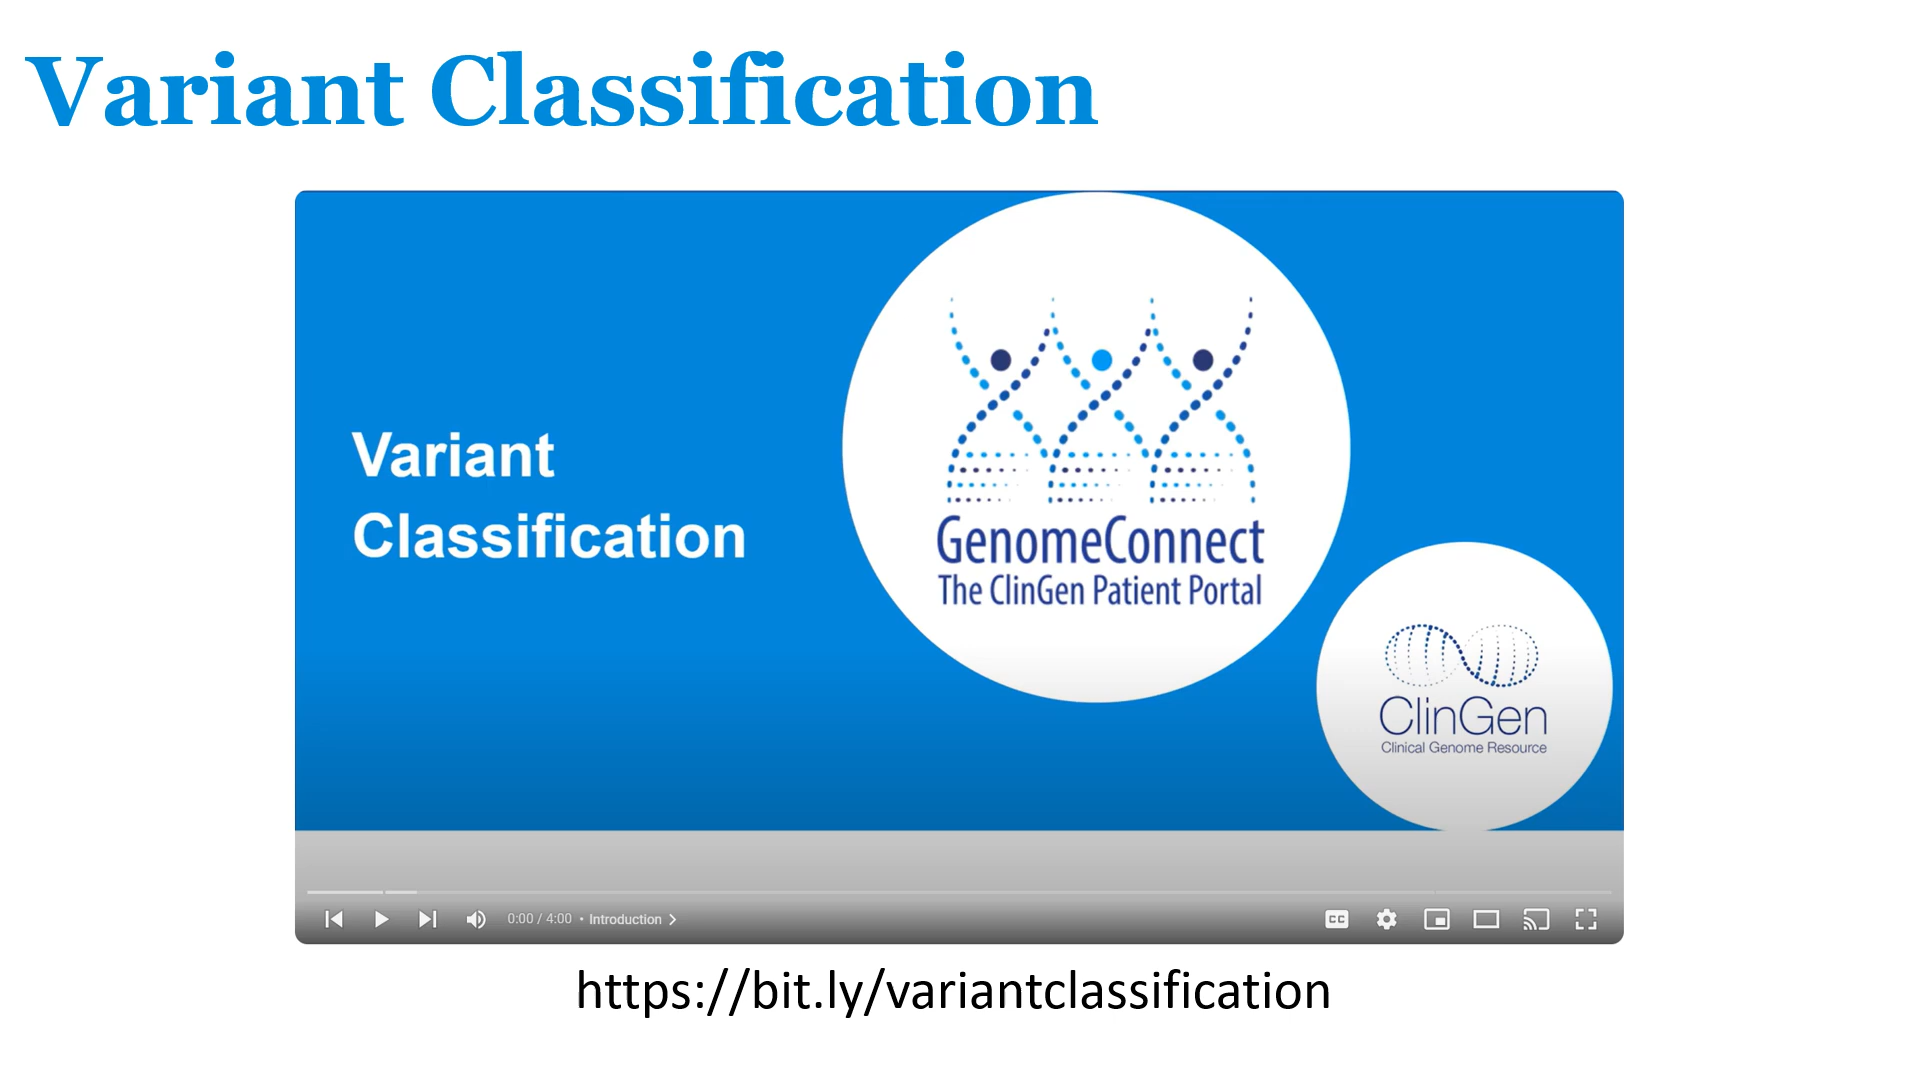 Variant Classification
Variant
Classification
GenomeConnect
The ClinGen Patient Portal
ClinGen
Clinical Genome Resource
0:00 / 4:00 • Introduction
CC
https://bit.ly/variantclassification